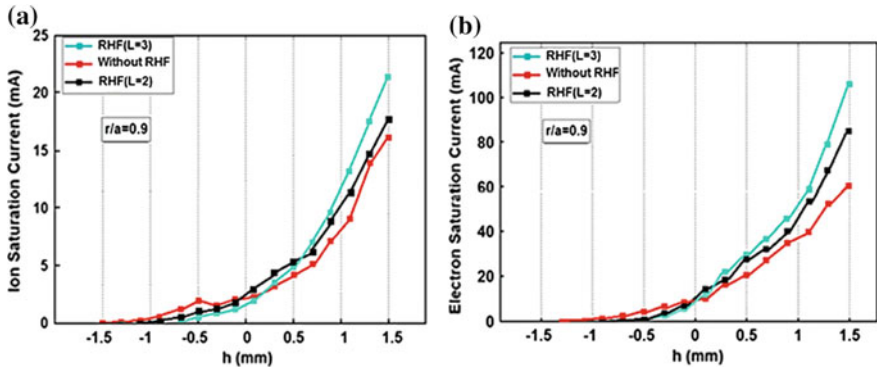 (a)
Ion Saturation Current (mA)
25
20
15
10
5
0
RHF(L=3)
Without RHF
RHF(L=2)
r/a=0.9
-1.5 -1 -0.5 0 0.5 1 1.5
h (mm)
(b)
Electron Saturation Current (mA)
120
100
80
60
40
20
0
RHF(L=3)
Without RHF
RHF(L=2)
r/a=0.9
-1.5 -1 -0.5 0 0.5 1 1.5
h (mm)